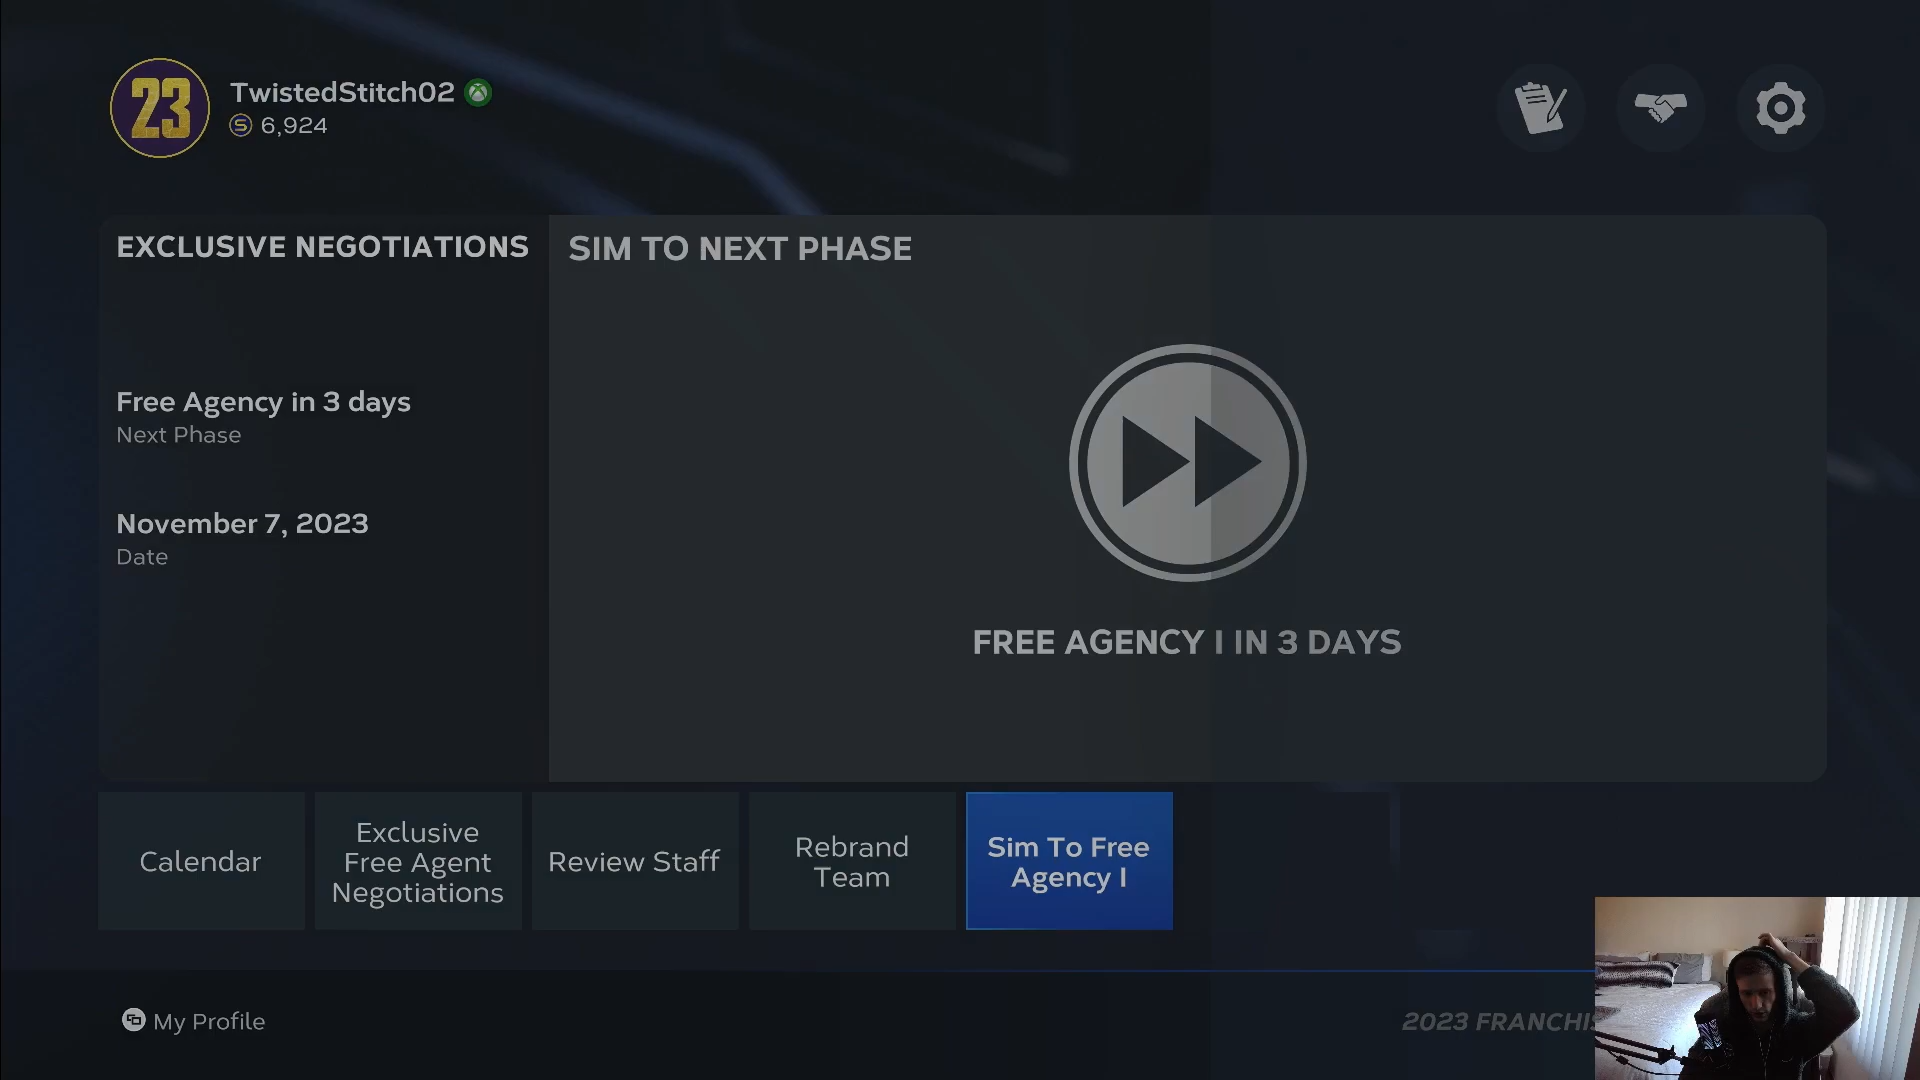 23
TwistedStitch02
S 6,924
EXCLUSIVE NEGOTIATIONS
Free Agency in 3 days
Next Phase
November 7, 2023
Date
SIM TO NEXT PHASE
FREE AGENCY I IN 3 DAYS
Calendar
Exclusive
Free Agent
Negotiations
Review Staff
Rebrand
Team
Sim To Free
Agency I
My Profile
2023 FRANCHIS